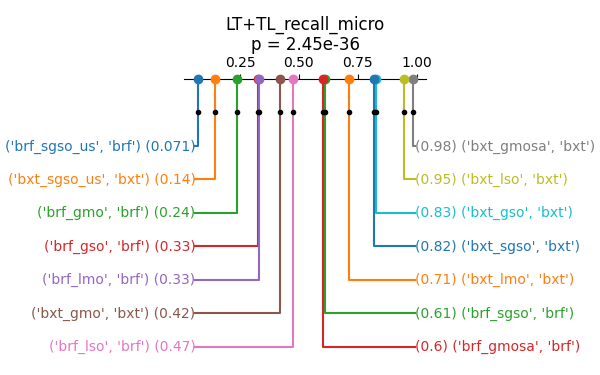 LT+TL_recall_micro
p = 2.45e-36
0.25 0.50 0.75 1.00
('brf_sgso_us', 'brf') (0.071) (0.98) ('bxt_gmosa', 'bxt')
('bxt_sgso_us', 'bxt') (0.14) (0.95) ('bxt_lso', 'bxt')
('brf_gmo', 'brf') (0.24) (0.83) ('bxt_gso', 'bxt')
('brf_gso', 'brf') (0.33) (0.82) ('bxt_sgso', 'bxt')
('brf_lmo', 'brf') (0.33) (0.71) ('bxt_lmo', 'bxt')
('bxt_gmo', 'bxt') (0.42) (0.61) ('brf_sgso', 'brf')
('brf_lso', 'brf') (0.47) (0.6) ('brf_gmosa', 'brf')